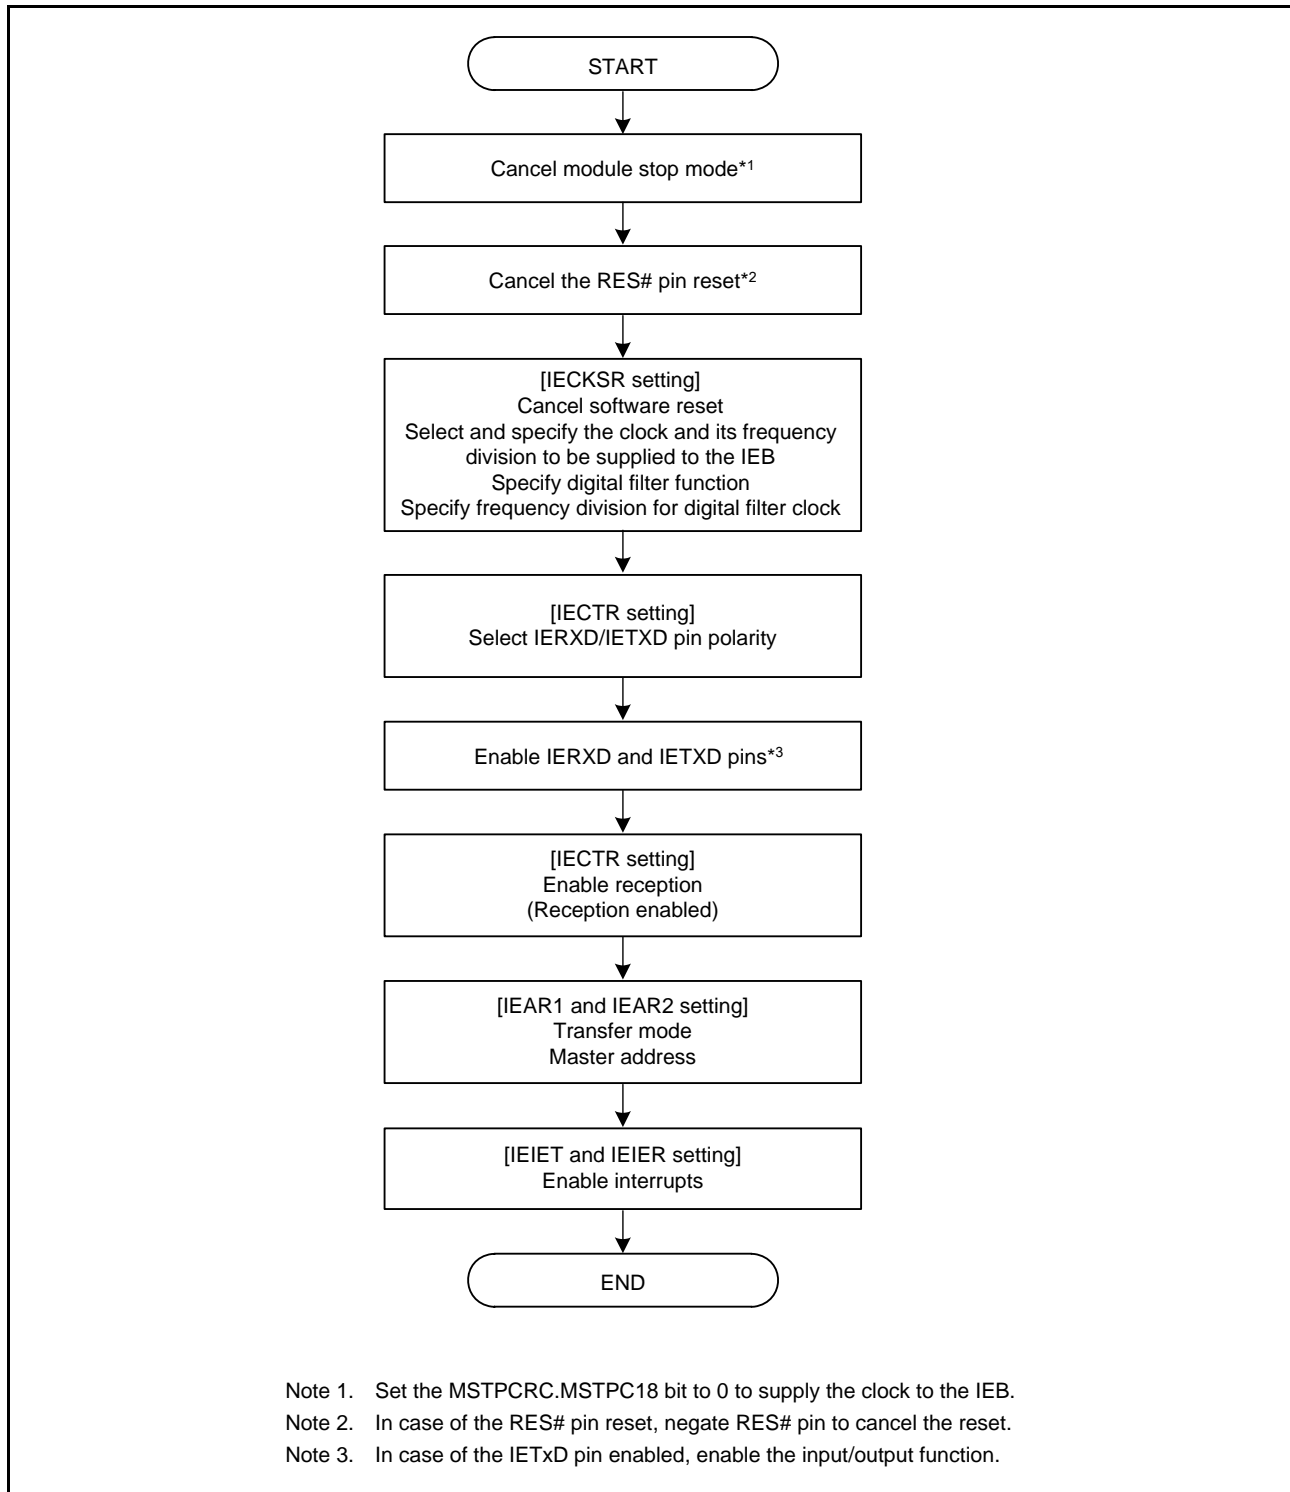 START
Cancel module stop mode*1
Cancel the RES# pin reset*2
[IECKSR setting]
Cancel software reset
Select and specify the clock and its frequency
division to be supplied to the IEB
Specify digital filter function
Specify frequency division for digital filter clock
[IECTR setting]
Select IERXD/IETXD pin polarity
Enable IERXD and IETXD pins*3
[IECTR setting]
Enable reception
(Reception enabled)
[IEAR1 and IEAR2 setting]
Transfer mode
Master address
[IEIET and IEIER setting]
Enable interrupts
END
Note 1. Set the MSTPCRC.MSTPC18 bit to 0 to supply the clock to the IEB.
Note 2. In case of the RES# pin reset, negate RES# pin to cancel the reset.
Note 3. In case of the IETxD pin enabled, enable the input/output function.